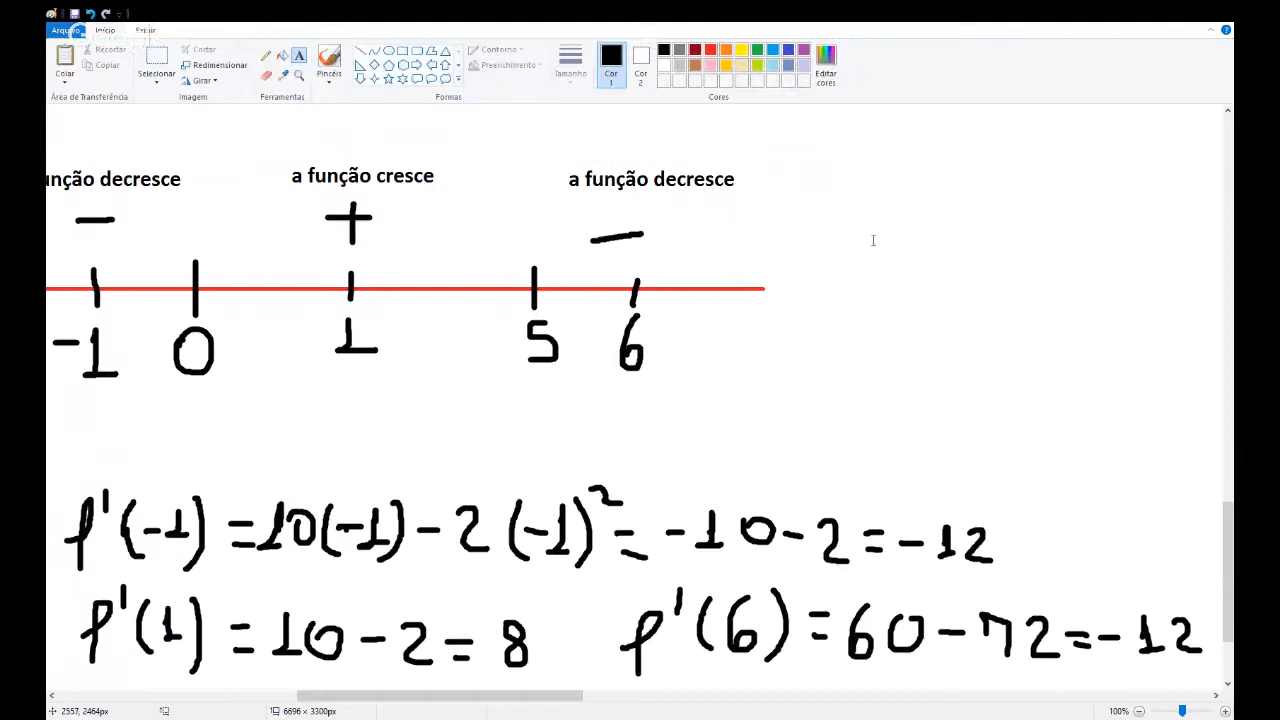 Arquivo Início Exibir
Colar
Recortar
Copiar
Área de Transferência
Selecionar
Cortar
Redimensionar
Girar
Imagem
Ferramentas
Pincéis
Contorno
Preenchimento
Formas
Tamanho
Cor 1
Cor 2
Editar cores
Cores
unção decresce a função cresce a função decresce
− + −
-1 0 1 5 6
f'(-1) = 10(-1) - 2(-1)² = -10 - 2 = -12
f'(1) = 10 - 2 = 8 f'(6) = 60 - 72 = -12
2557, 2464px 6696 × 3300px 100%